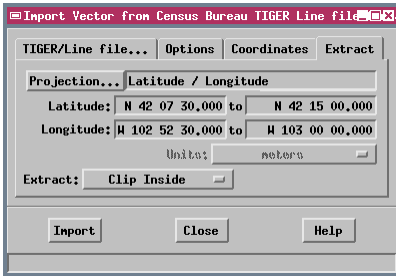 Import Vector from Census Bureau TIGER Line file
TIGER/Line file... Options Coordinates Extract
Projection... Latitude / Longitude
Latitude: N 42 07 30.000 to N 42 15 00.000
Longitude: W 102 52 30.000 to W 103 00 00.000
Units: meters
Extract: Clip Inside
Import Close Help